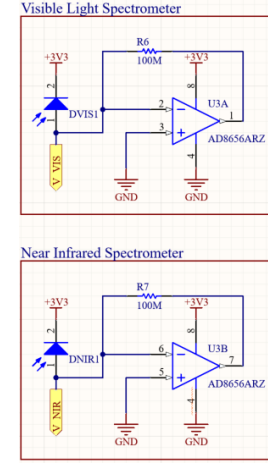 Visible Light Spectrometer
R6
+3V3
100M
+3V3
2
8
DVIS1
2
U3A
1
1
3
AD8656ARZ
V_VIS
4
GND
GND
Near Infrared Spectrometer
R7
+3V3
100M
+3V3
2
8
DNIR1
6
U3B
7
1
5
AD8656ARZ
V_NIR
4
GND
GND